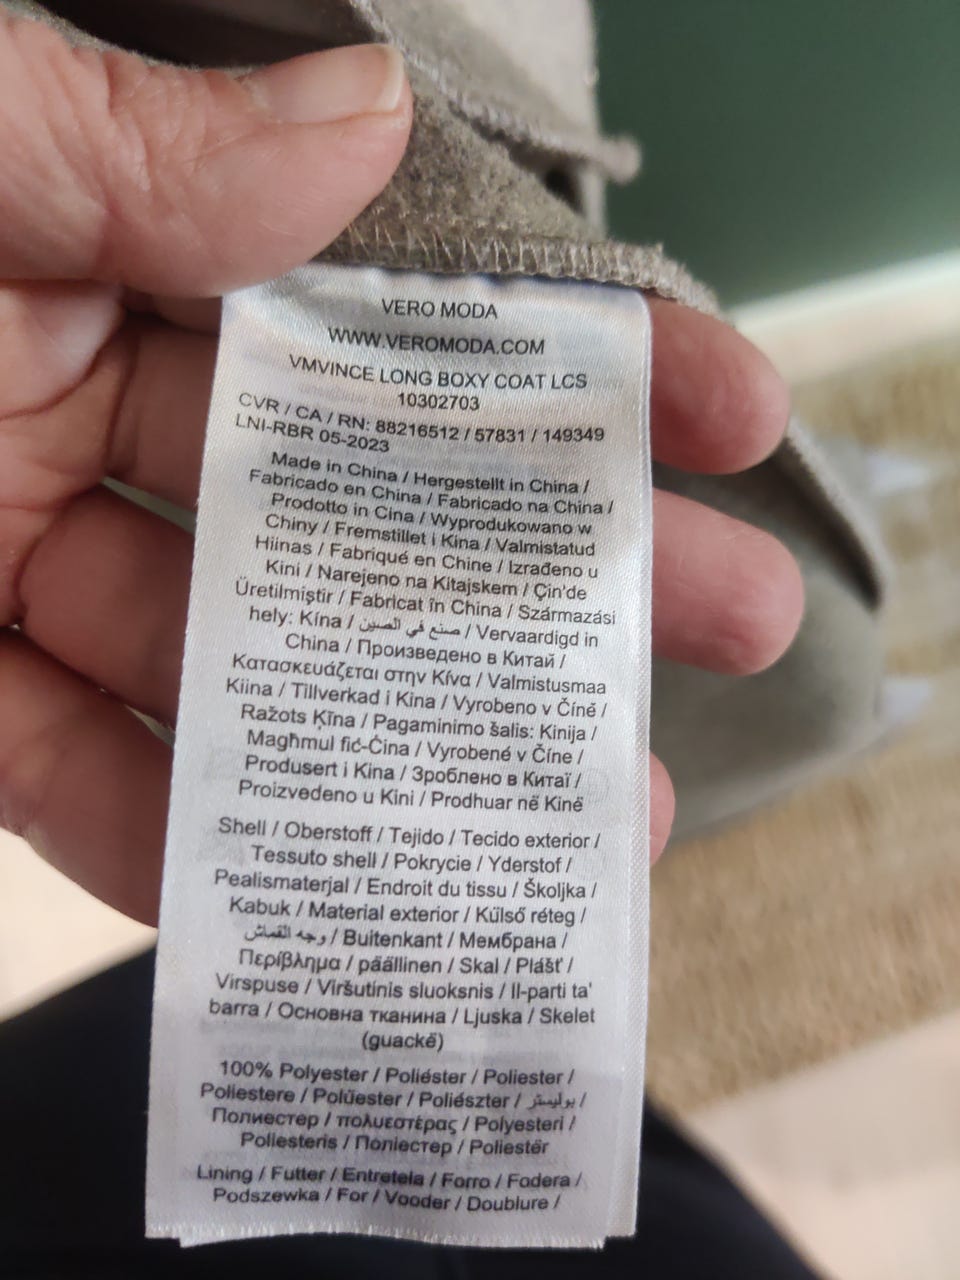 VERO MODA
WWW.VEROMODA.COM
VMVINCE LONG BOXY COAT LCS
10302703
CVR / CA / RN: 88216512 / 57831 / 149349
LNI-RBR 05-2023
Made in China / Hergestellt in China /
Fabricado en China / Fabricado na China /
Prodotto in Cina / Wyprodukowano w
Chiny / Fremstillet i Kina / Valmistatud
Hiinas / Fabriqué en Chine / Izrađeno u
Kini / Narejeno na Kitajskem / Çin'de
Üretilmiştir / Fabricat în China / Származási
hely: Kína / صنع في الصين / Vervaardigd in
China / Произведено в Китай /
Κατασκευάζεται στην Κίνα / Valmistusmaa
Kiina / Tillverkad i Kina / Vyrobeno v Číně /
Ražots Ķīna / Pagaminimo šalis: Kinija /
Magħmul fiċ-Ċina / Vyrobené v Číne /
Produsert i Kina / Зроблено в Китаї /
Proizvedeno u Kini / Prodhuar në Kinë
Shell / Oberstoff / Tejido / Tecido exterior /
Tessuto shell / Pokrycie / Yderstof /
Pealismaterjal / Endroit du tissu / Školjka /
Kabuk / Material exterior / Külső réteg /
وجه القماش / Buitenkant / Мембрана /
Περίβλημα / päällinen / Skal / Plášť /
Virspuse / Viršutinis sluoksnis / Il-parti ta'
barra / Основна тканина / Ljuska / Skelet
(guackë)
100% Polyester / Poliéster / Poliester /
Poliestere / Polüester / Poliészter / بوليستر /
Полиестер / πολυεστέρας / Polyesteri /
Poliesteris / Поліестер / Poliestër
Lining / Futter / Entretela / Forro / Fodera /
Podszewka / For / Vooder / Doublure /